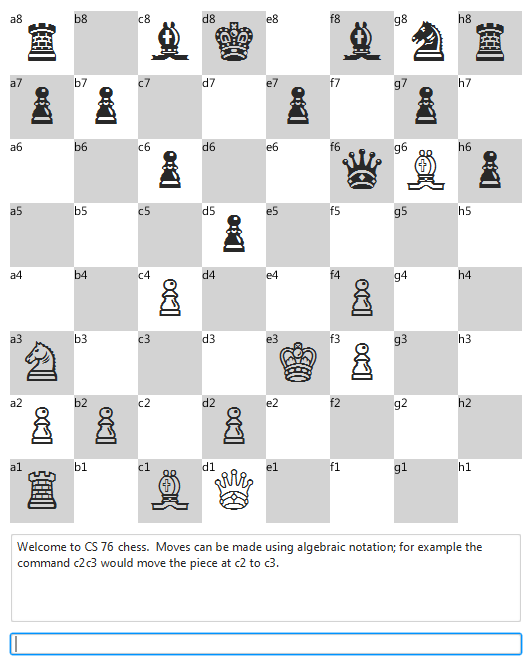 a8 b8 c8 d8 e8 f8 g8 h8
a7 b7 c7 d7 e7 f7 g7 h7
a6 b6 c6 d6 e6 f6 g6 h6
a5 b5 c5 d5 e5 f5 g5 h5
a4 b4 c4 d4 e4 f4 g4 h4
a3 b3 c3 d3 e3 f3 g3 h3
a2 b2 c2 d2 e2 f2 g2 h2
a1 b1 c1 d1 e1 f1 g1 h1
Welcome to CS 76 chess.  Moves can be made using algebraic notation; for example the
command c2c3 would move the piece at c2 to c3.